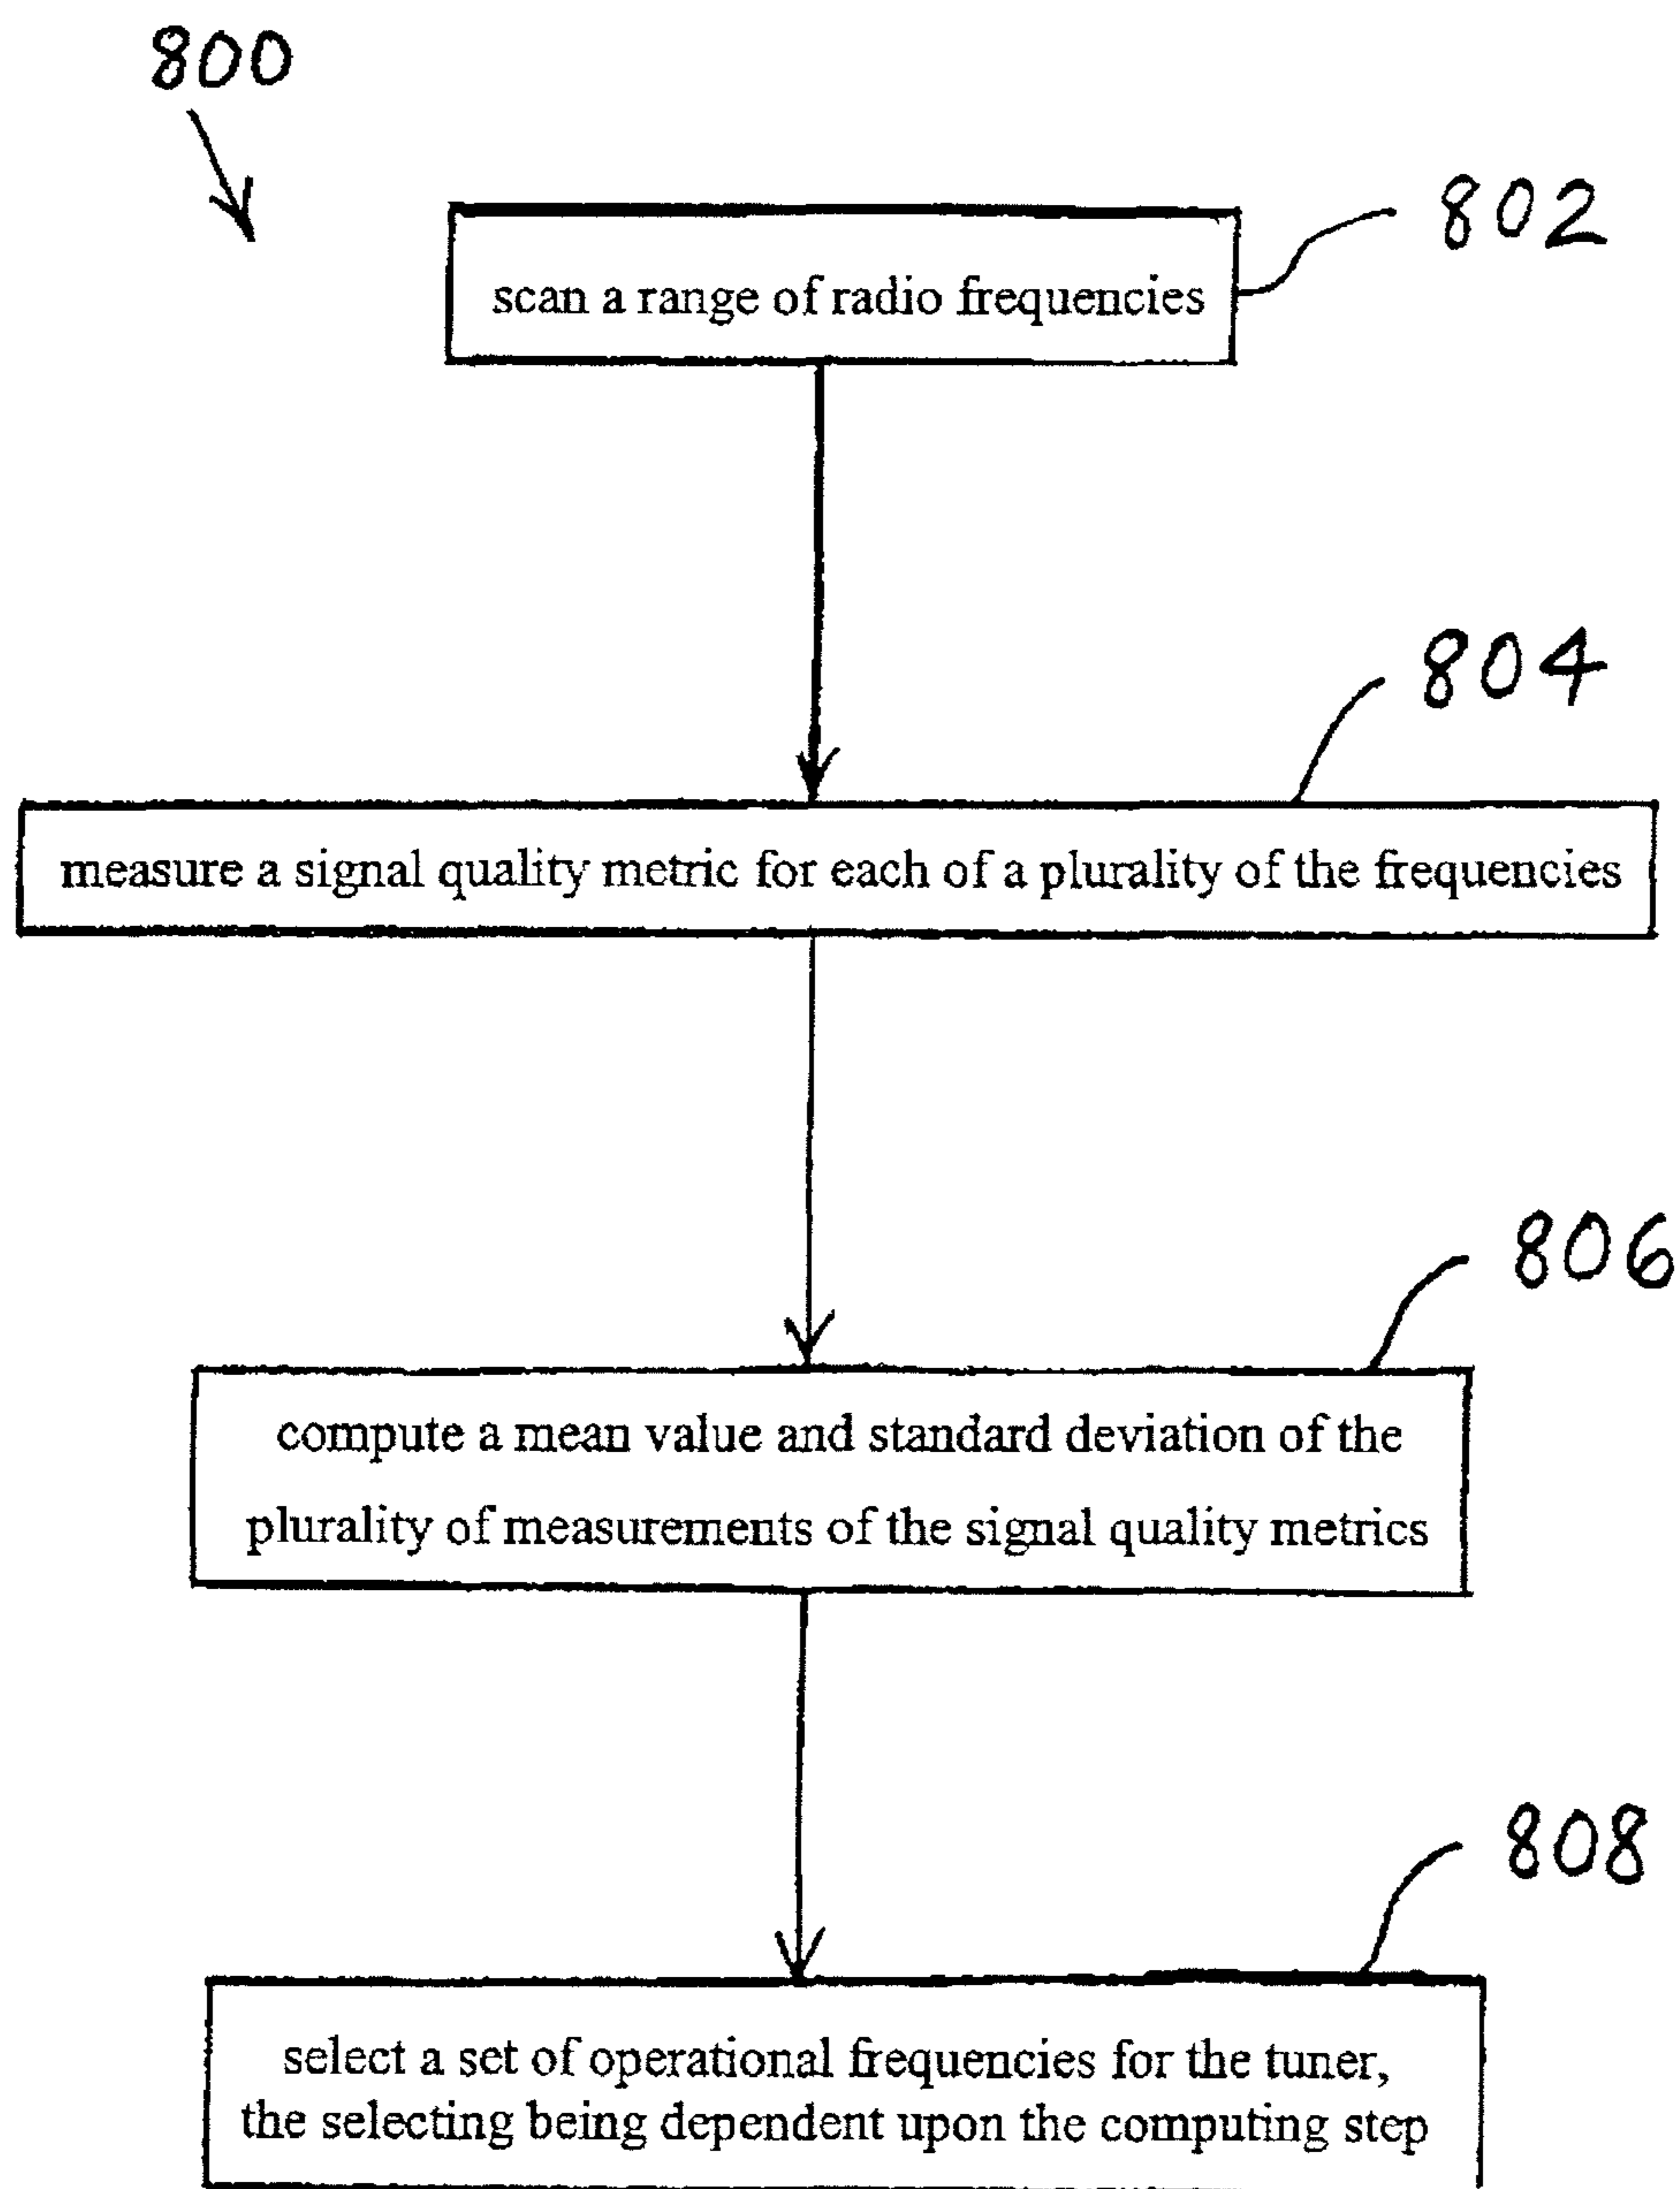 800
802
scan a range of radio frequencies
804
measure a signal quality metric for each of a plurality of the frequencies
806
compute a mean value and standard deviation of the
plurality of measurements of the signal quality metrics
808
select a set of operational frequencies for the tuner,
the selecting being dependent upon the computing step